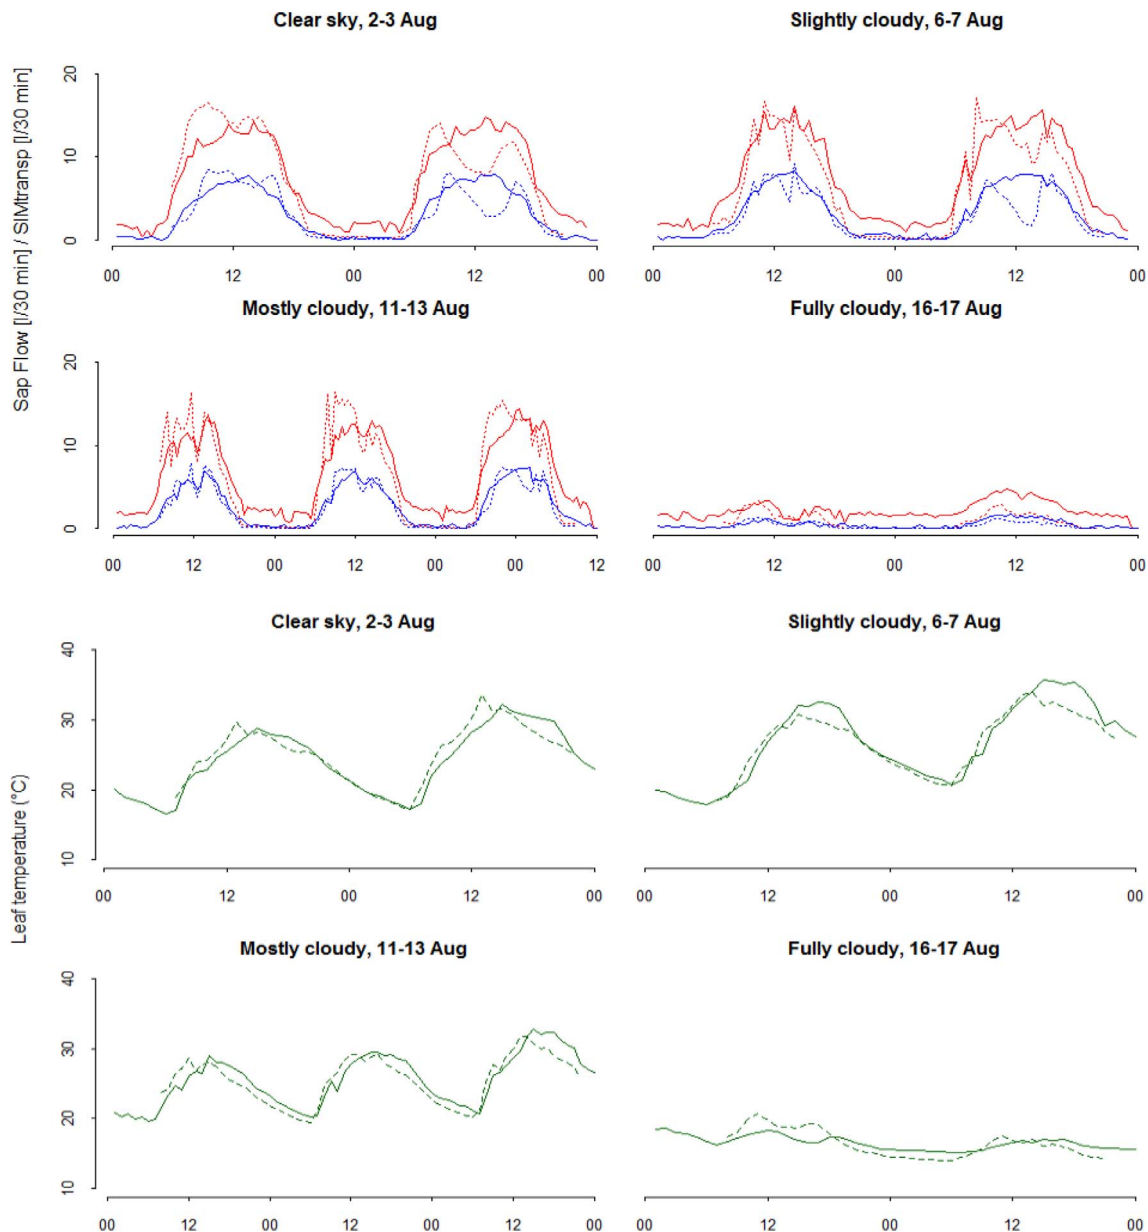 Clear sky, 2-3 Aug
Slightly cloudy, 6-7 Aug
Sap Flow [l/30 min] / SIMtransp [l/30 min]
20
10
0
00 12 00 12 00
00 12 00 12 00
Mostly cloudy, 11-13 Aug
Fully cloudy, 16-17 Aug
20
10
0
00 12 00 12 00 00 12
00 12 00 12 00
Clear sky, 2-3 Aug
Slightly cloudy, 6-7 Aug
Leaf temperature (°C)
40
30
20
10
00 12 00 12 00
00 12 00 12 00
Mostly cloudy, 11-13 Aug
Fully cloudy, 16-17 Aug
40
30
20
10
00 12 00 12 00 12 00
00 12 00 12 00